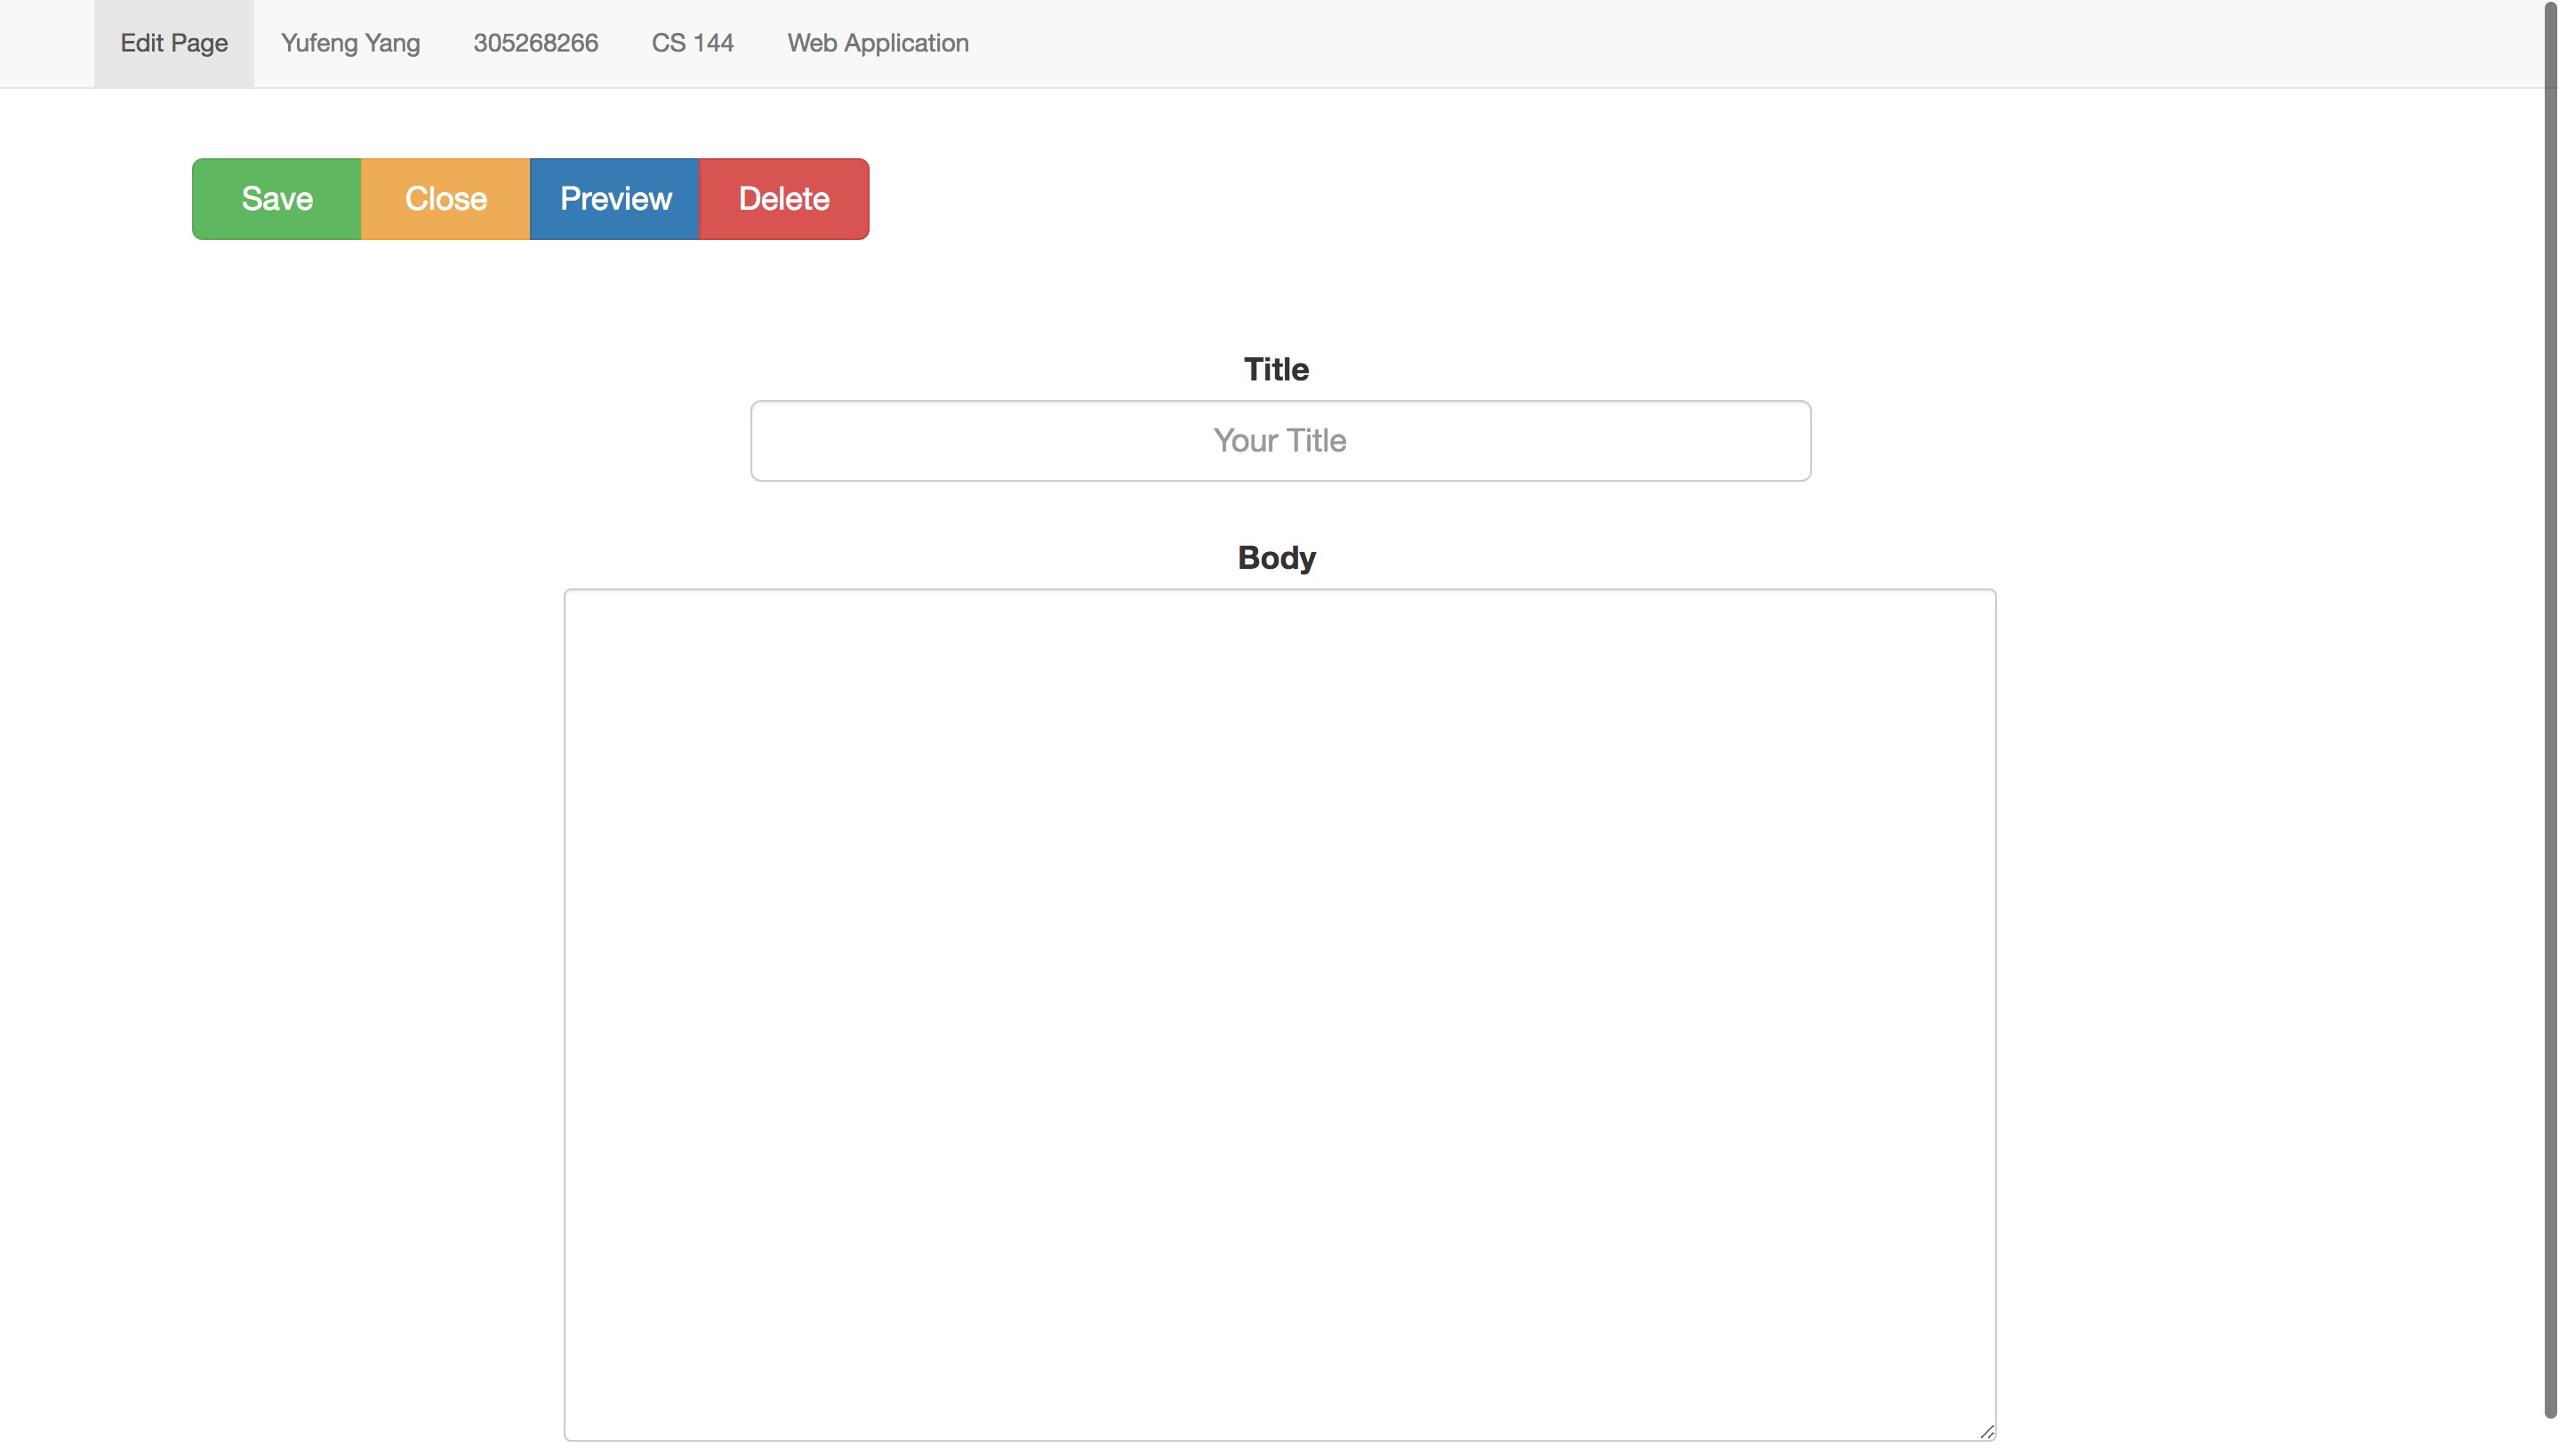 Edit Page Yufeng Yang 305268266 CS 144 Web Application
Save Close Preview Delete
Title
Your Title
Body